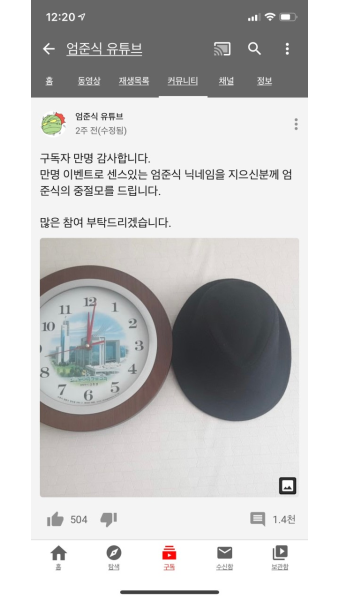 12:20
엄준식 유튜브
홈 동영상 재생목록 커뮤니티 채널 정보
엄준식 유튜브
2주 전(수정됨)
구독자 만명 감사합니다.
만명 이벤트로 센스있는 엄준식 닉네임을 지으신분께 엄
준식의 중절모를 드립니다.
많은 참여 부탁드리겠습니다.
12
11 1
10 2
3
8 4
7 6 5
504 1.4천
홈 탐색 구독 수신함 보관함